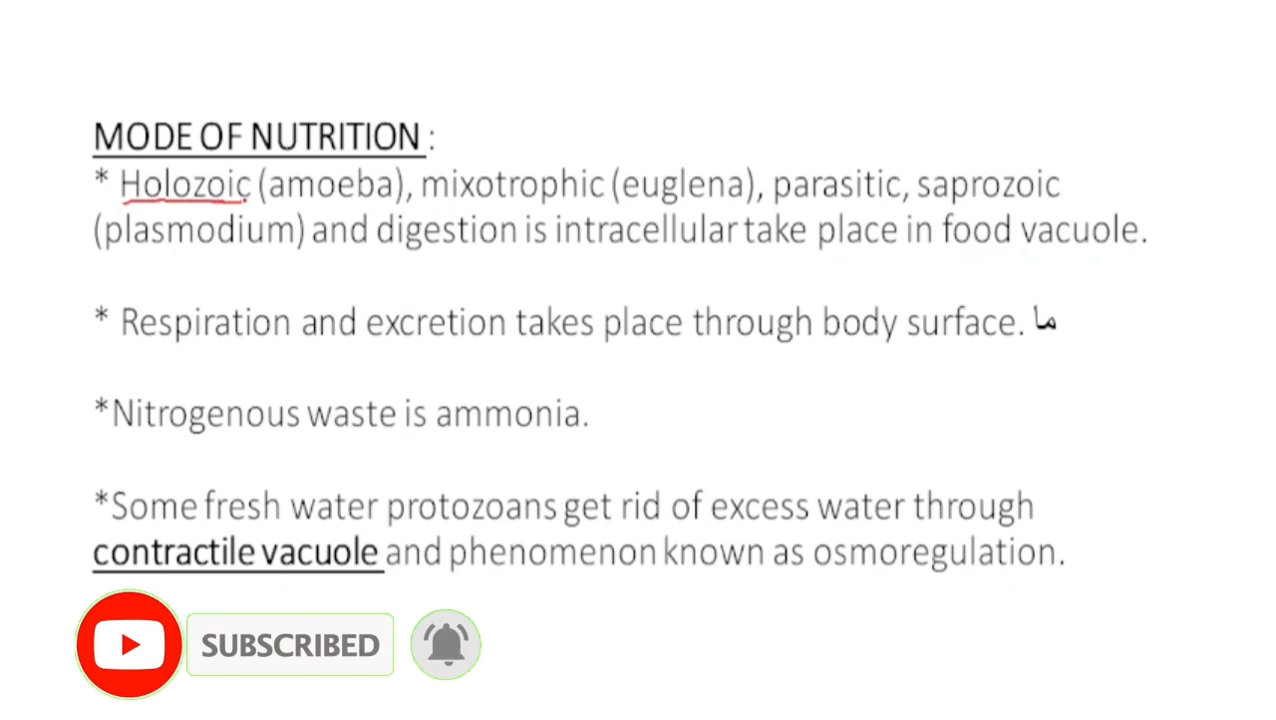 MODE OF NUTRITION :
* Holozoic (amoeba), mixotrophic (euglena), parasitic, saprozoic
(plasmodium) and digestion is intracellular take place in food vacuole.
* Respiration and excretion takes place through body surface. ما
*Nitrogenous waste is ammonia.
*Some fresh water protozoans get rid of excess water through
contractile vacuole and phenomenon known as osmoregulation.
SUBSCRIBED